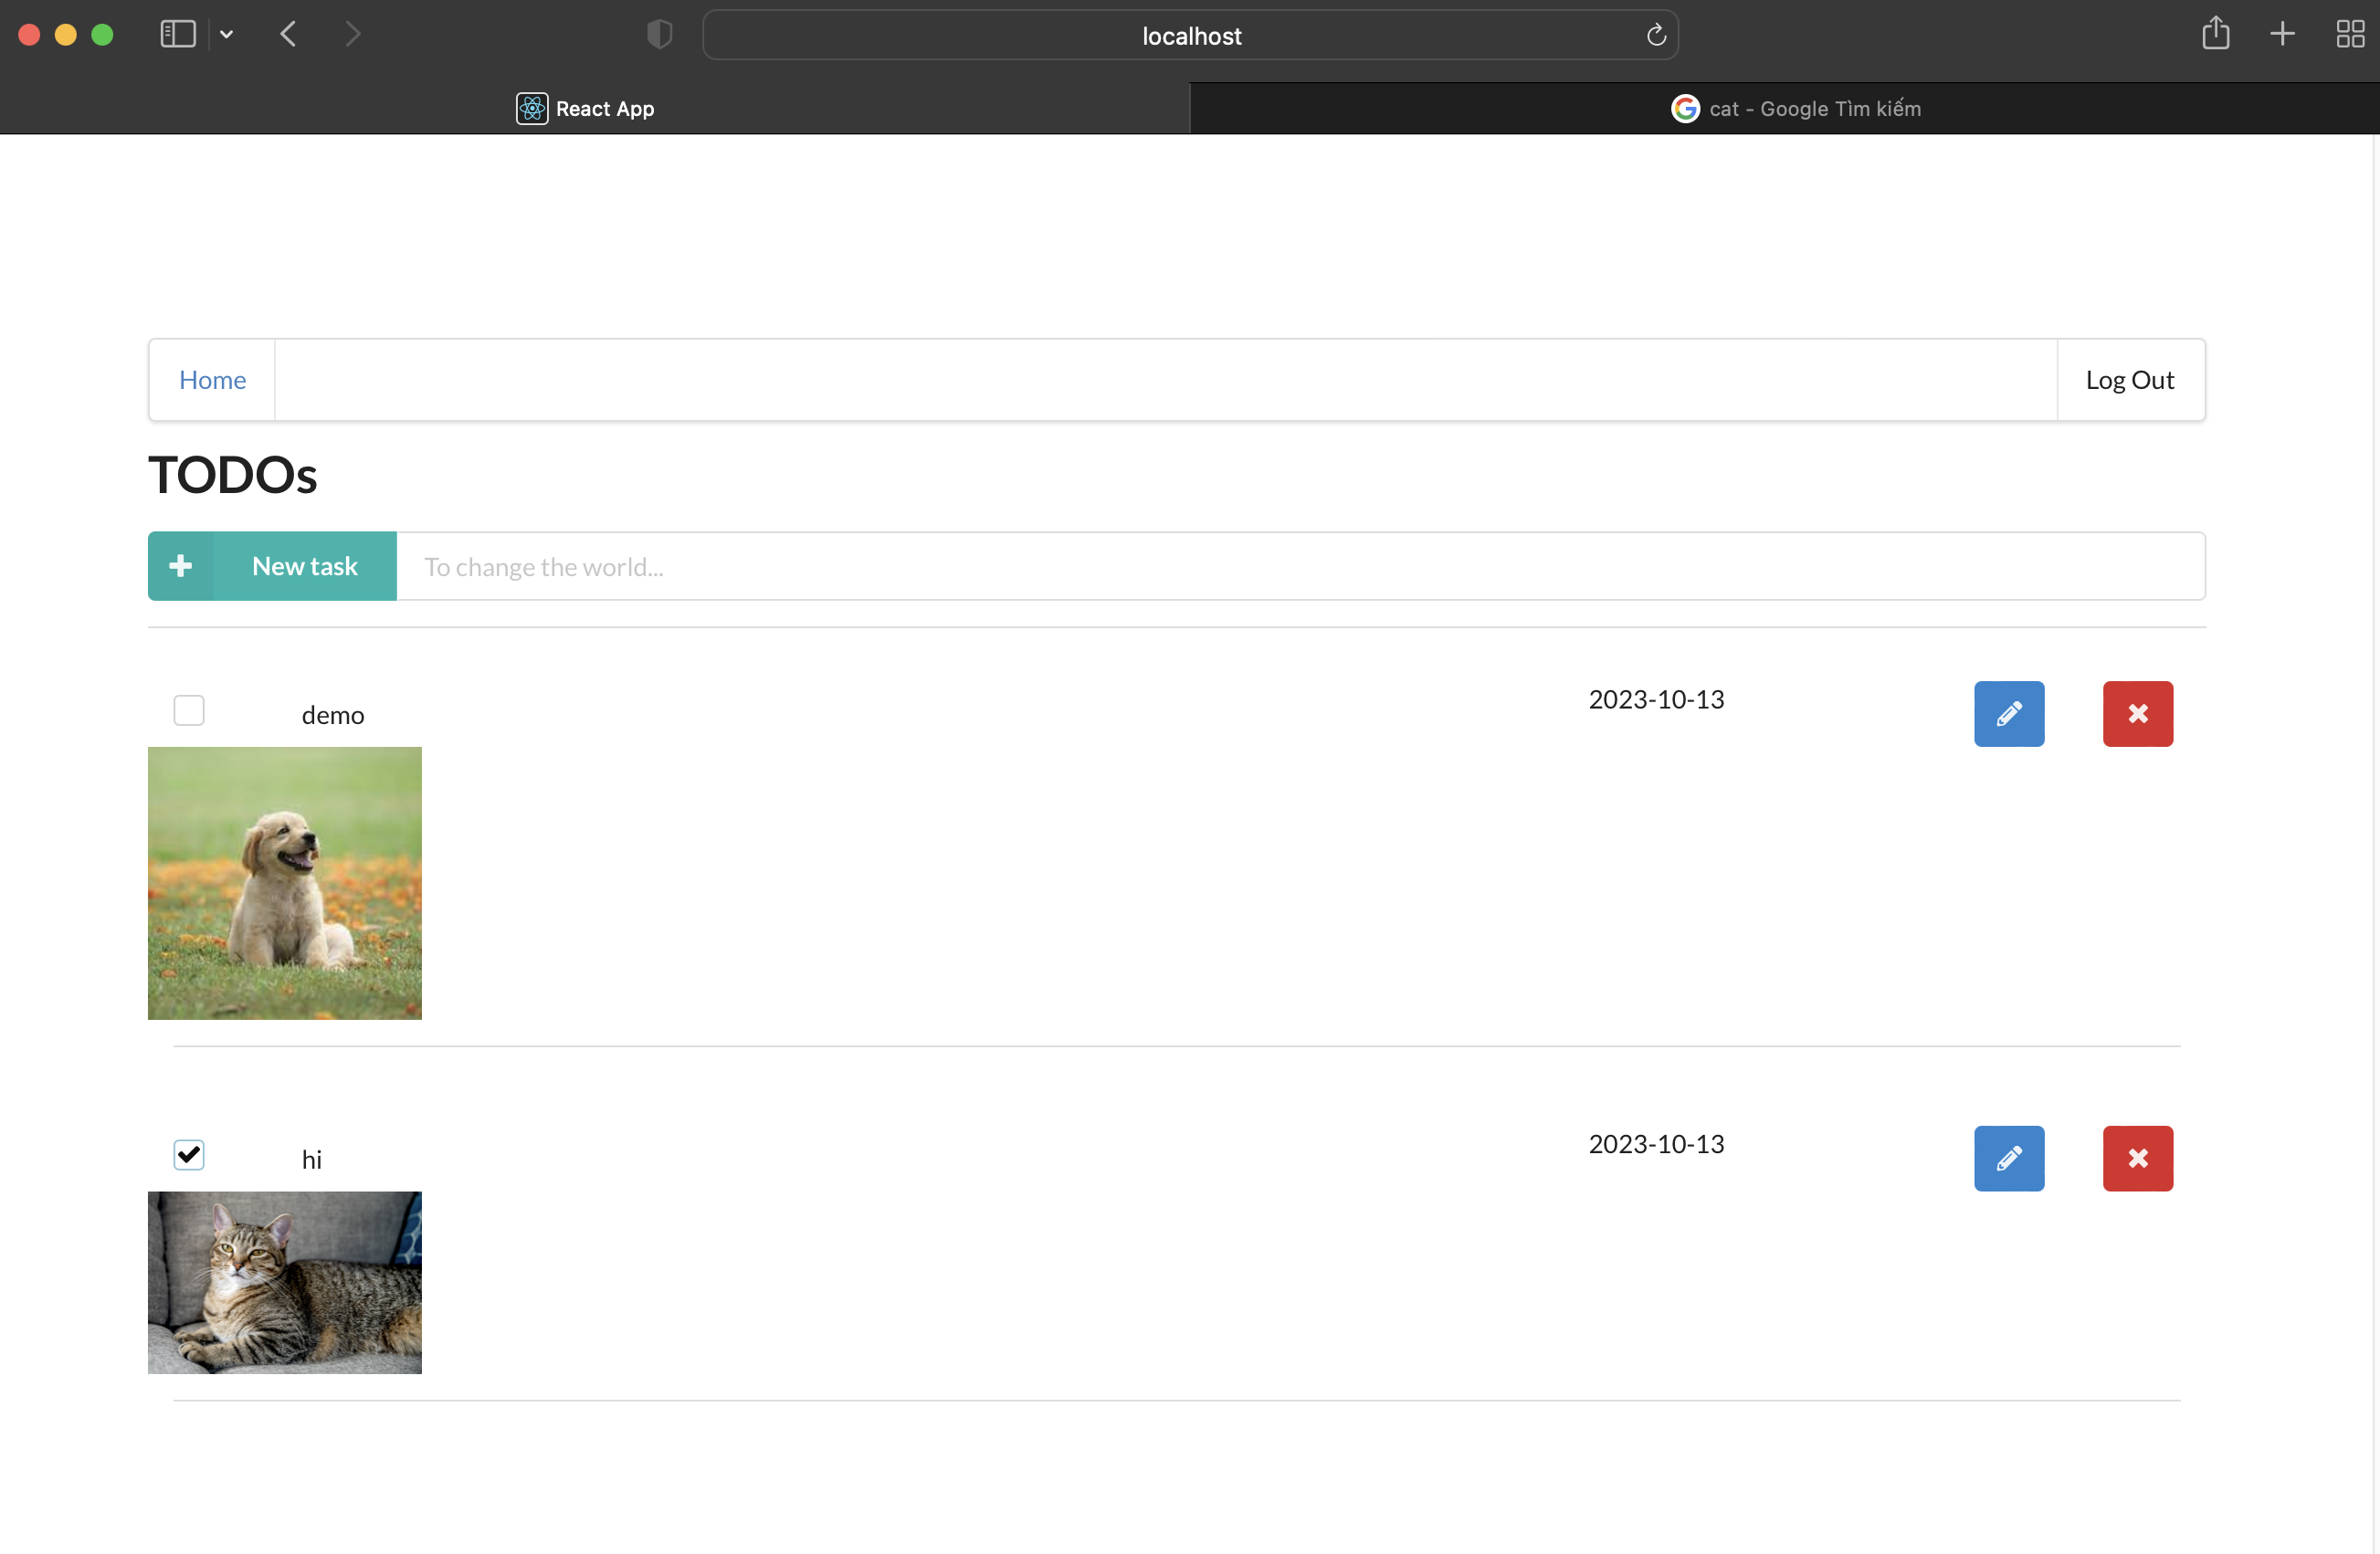 localhost
React App
cat - Google Tìm kiếm
Home
Log Out
TODOs
New task
To change the world...
demo
2023-10-13
hi
2023-10-13